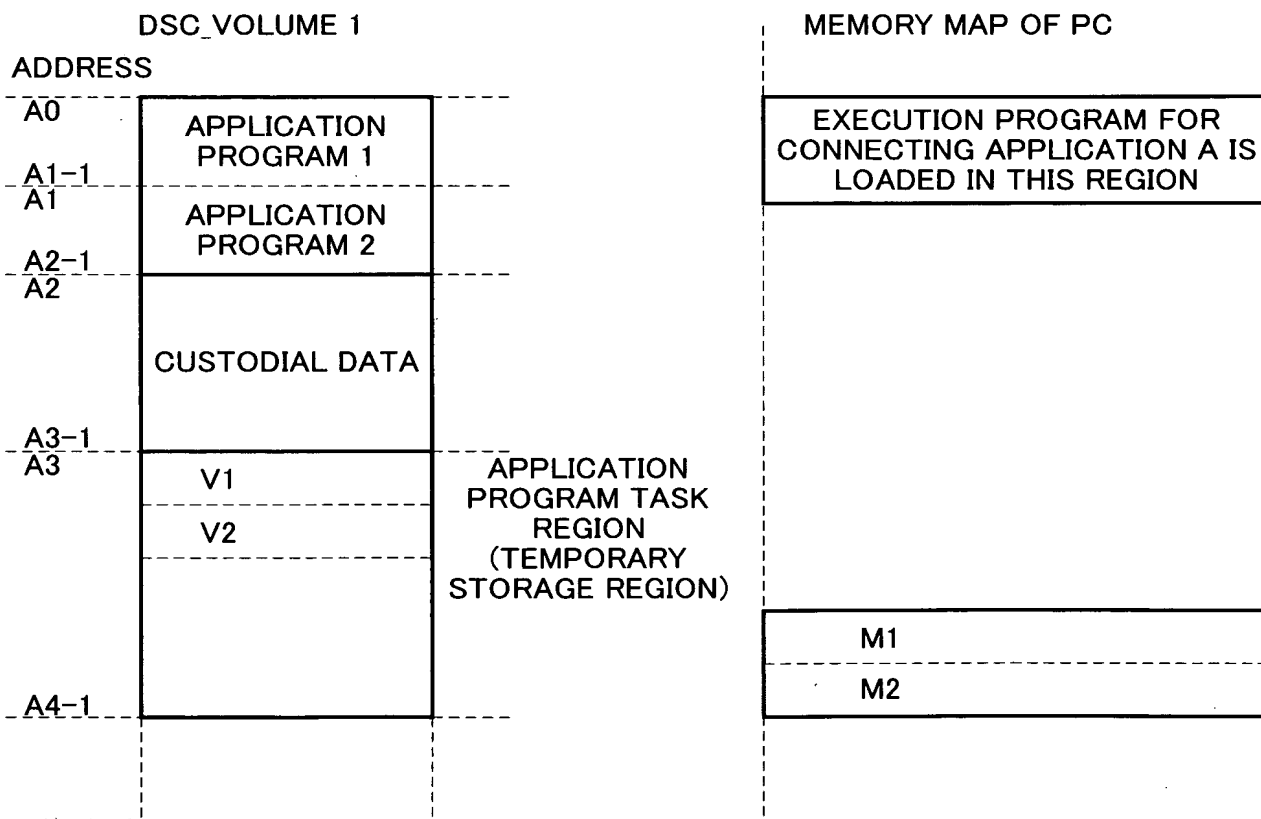 DSC_VOLUME 1
MEMORY MAP OF PC
ADDRESS
A0
APPLICATION
PROGRAM 1
A1-1
A1
APPLICATION
PROGRAM 2
A2-1
A2
CUSTODIAL DATA
A3-1
A3
V1
V2
A4-1
APPLICATION
PROGRAM TASK
REGION
(TEMPORARY
STORAGE REGION)
EXECUTION PROGRAM FOR
CONNECTING APPLICATION A IS
LOADED IN THIS REGION
M1
M2